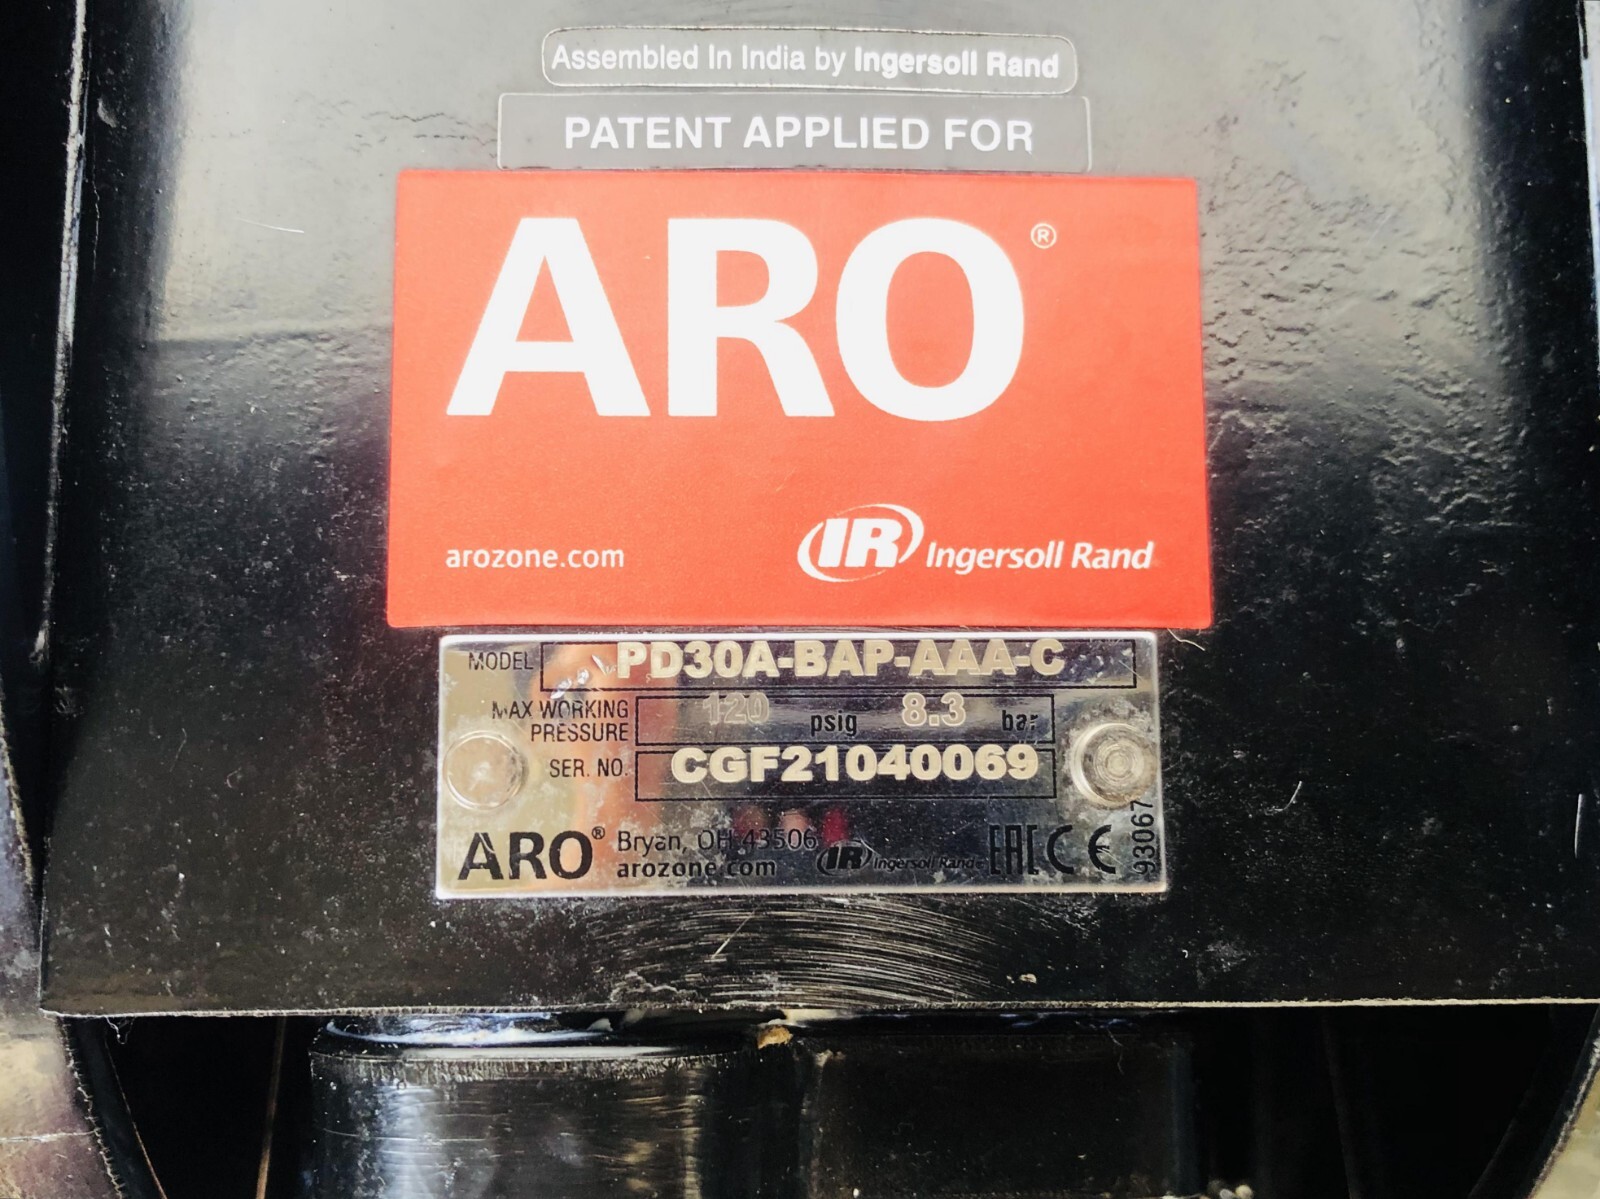 Assembled In India by Ingersoll Rand
PATENT APPLIED FOR
ARO®
arozone.com
IR Ingersoll Rand
MODEL PD30A-BAP-AAA-C
MAX WORKING PRESSURE 120 psig 8.3 bar
SER. NO. CGF21040069
ARO® Bryan, OH 43506
arozone.com
IR Ingersoll Rand
EAC CE
93067